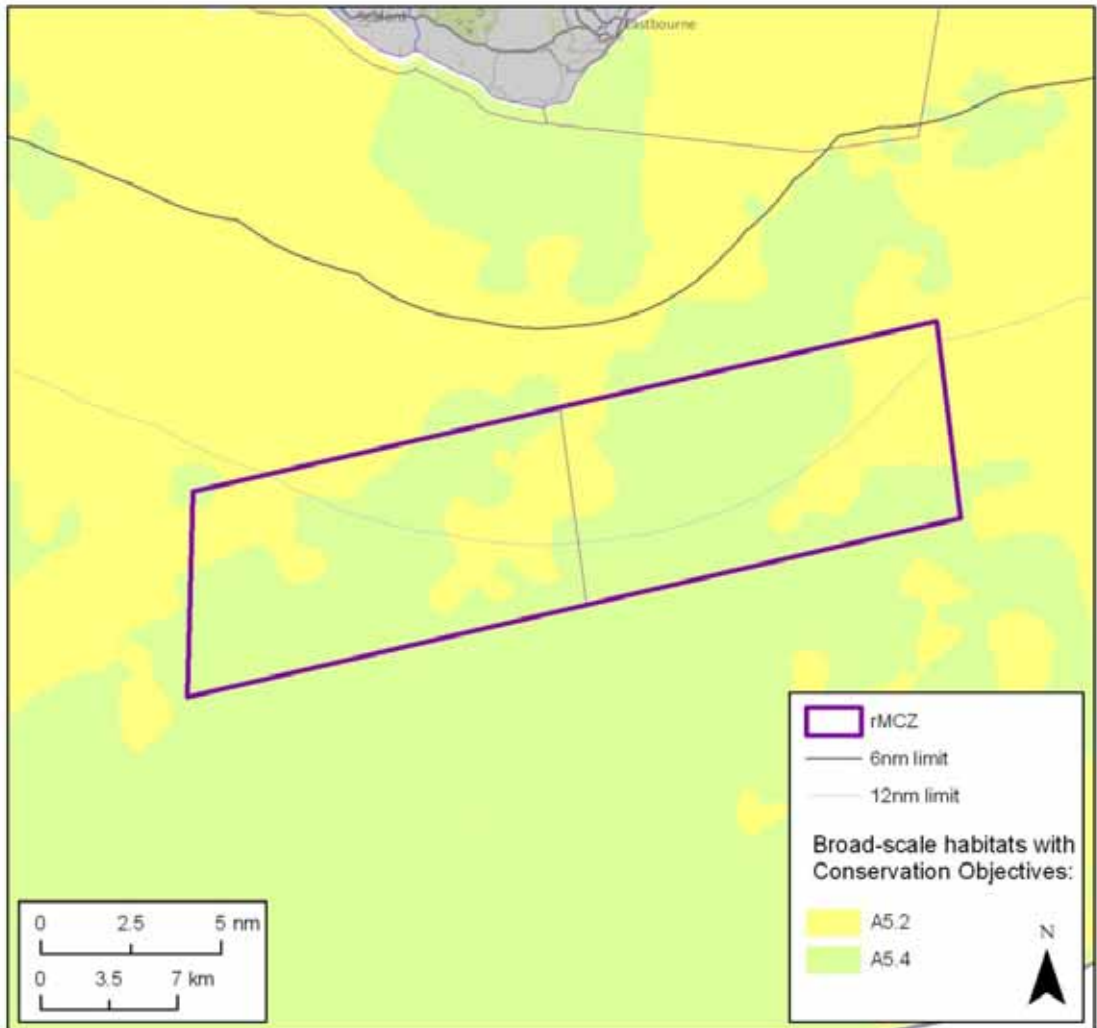 Seaford
Eastbourne
rMCZ
6nm limit
12nm limit
Broad-scale habitats with
Conservation Objectives:
A5.2
A5.4
N
0 2.5 5 nm
0 3.5 7 km